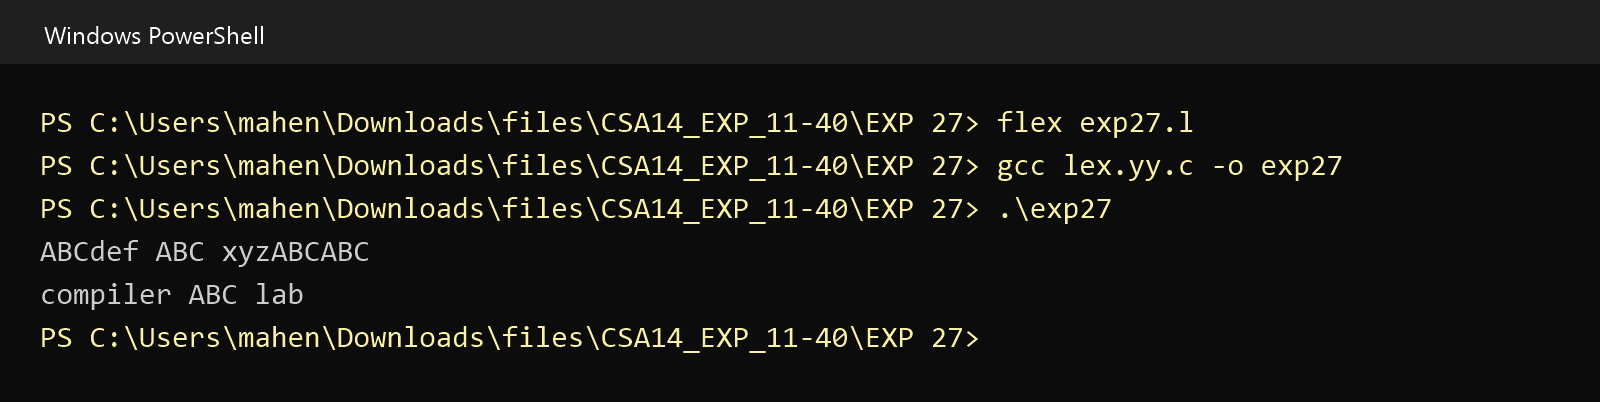 Windows PowerShell
PS C:\Users\mahen\Downloads\files\CSA14_EXP_11-40\EXP 27> flex exp27.l
PS C:\Users\mahen\Downloads\files\CSA14_EXP_11-40\EXP 27> gcc lex.yy.c -o exp27
PS C:\Users\mahen\Downloads\files\CSA14_EXP_11-40\EXP 27> .\exp27
ABCdef ABC xyzABCABC
compiler ABC lab
PS C:\Users\mahen\Downloads\files\CSA14_EXP_11-40\EXP 27>